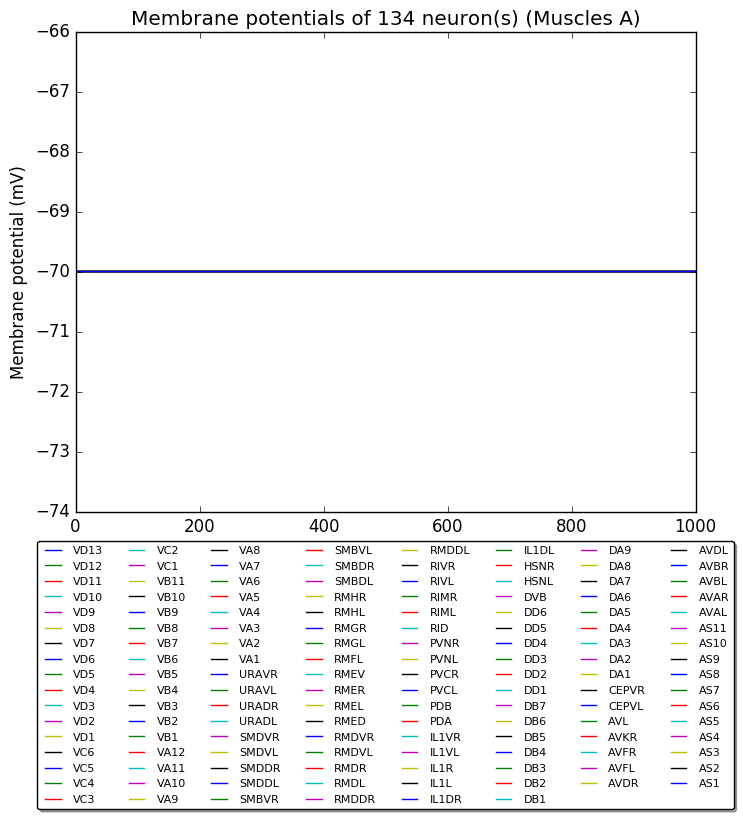 Membrane potentials of 134 neuron(s) (Muscles A)
Membrane potential (mV)
−66
−67
−68
−69
−70
−71
−72
−73
−74
0 200 400 600 800 1000
VD13 VC2 VA8 SMBVL RMDDL IL1DL DA9 AVDL
VD12 VC1 VA7 SMBDR RIVR HSNR DA8 AVBR
VD11 VB11 VA6 SMBDL RIVL HSNL DA7 AVBL
VD10 VB10 VA5 RMHR RIMR DVB DA6 AVAR
VD9 VB9 VA4 RMHL RIML DD6 DA5 AVAL
VD8 VB8 VA3 RMGR RID DD5 DA4 AS11
VD7 VB7 VA2 RMGL PVNR DD4 DA3 AS10
VD6 VB6 VA1 RMFL PVNL DD3 DA2 AS9
VD5 VB5 URAVR RMEV PVCR DD2 DA1 AS8
VD4 VB4 URAVL RMER PVCL DD1 CEPVR AS7
VD3 VB3 URADR RMEL PDB DB7 CEPVL AS6
VD2 VB2 URADL RMED PDA DB6 AVL AS5
VD1 VB1 SMDVR RMDVR IL1VR DB5 AVKR AS4
VC6 VA12 SMDVL RMDVL IL1VL DB4 AVFR AS3
VC5 VA11 SMDDR RMDR IL1R DB3 AVFL AS2
VC4 VA10 SMDDL RMDL IL1L DB2 AVDR AS1
VC3 VA9 SMBVR RMDDR IL1DR DB1